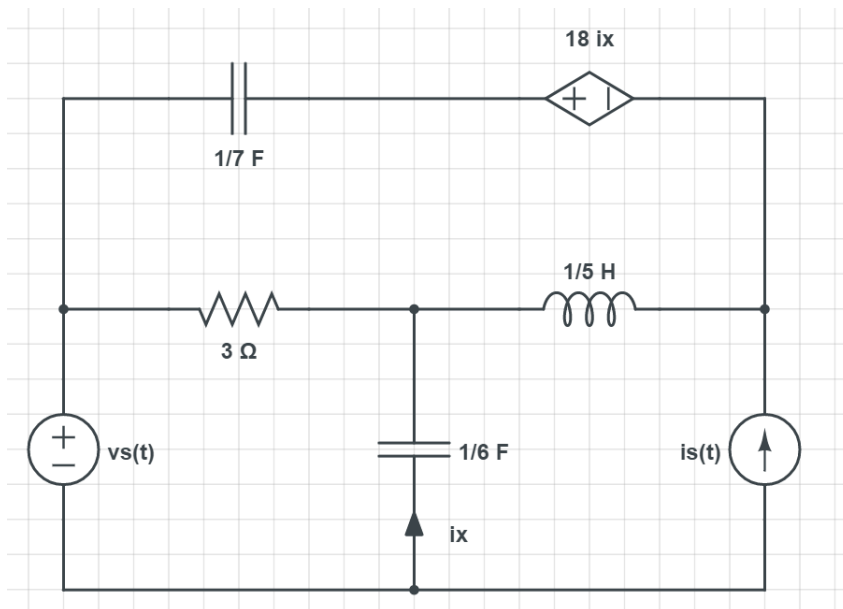 18 ix
1/7 F
1/5 H
3 Ω
vs(t)
1/6 F
is(t)
ix